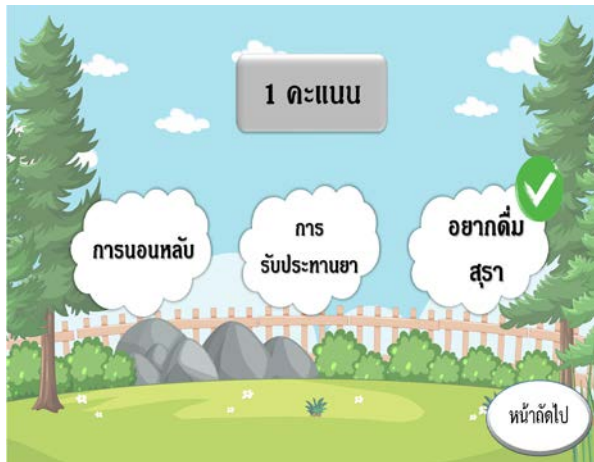 1 คะแนน
การนอนหลับ
การ
รับประทานยา
อยากดื่ม
สุรา
หน้าถัดไป